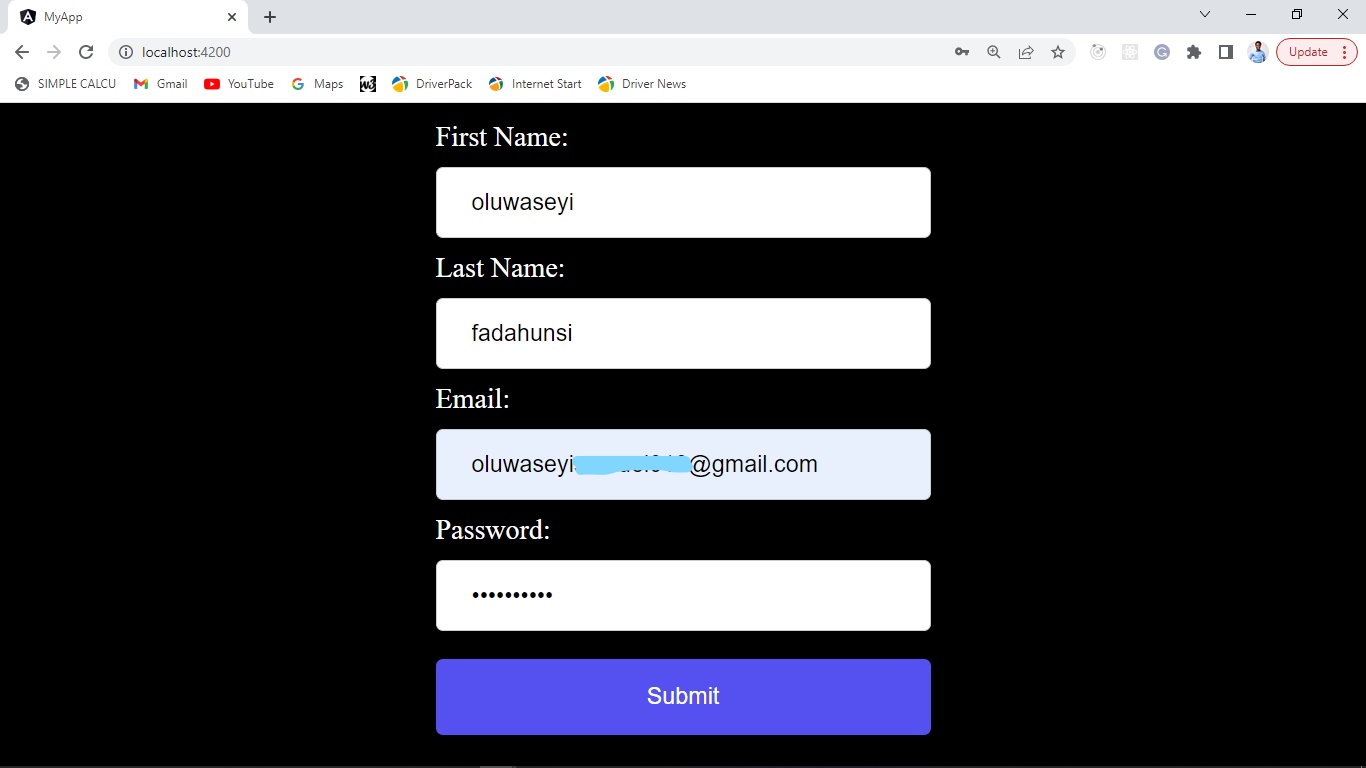 MyApp
localhost:4200
Update
SIMPLE CALCU Gmail YouTube Maps DriverPack Internet Start Driver News
First Name:
oluwaseyi
Last Name:
fadahunsi
Email:
oluwaseyi @gmail.com
Password:
••••••••••
Submit